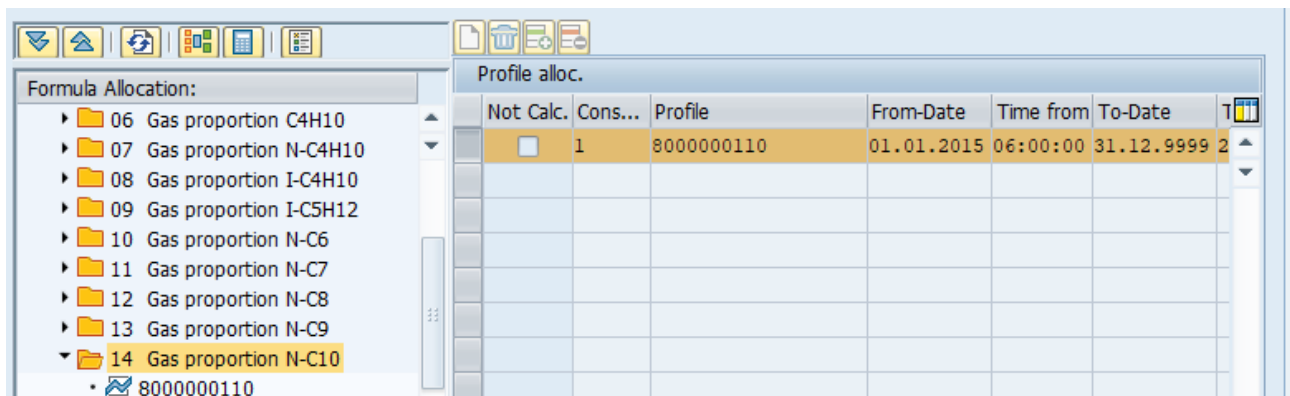 Formula Allocation:
06 Gas proportion C4H10
07 Gas proportion N-C4H10
08 Gas proportion I-C4H10
09 Gas proportion I-C5H12
10 Gas proportion N-C6
11 Gas proportion N-C7
12 Gas proportion N-C8
13 Gas proportion N-C9
14 Gas proportion N-C10
8000000110
Profile alloc.
Not Calc. Cons... Profile From-Date Time from To-Date T
1 8000000110 01.01.2015 06:00:00 31.12.9999 2